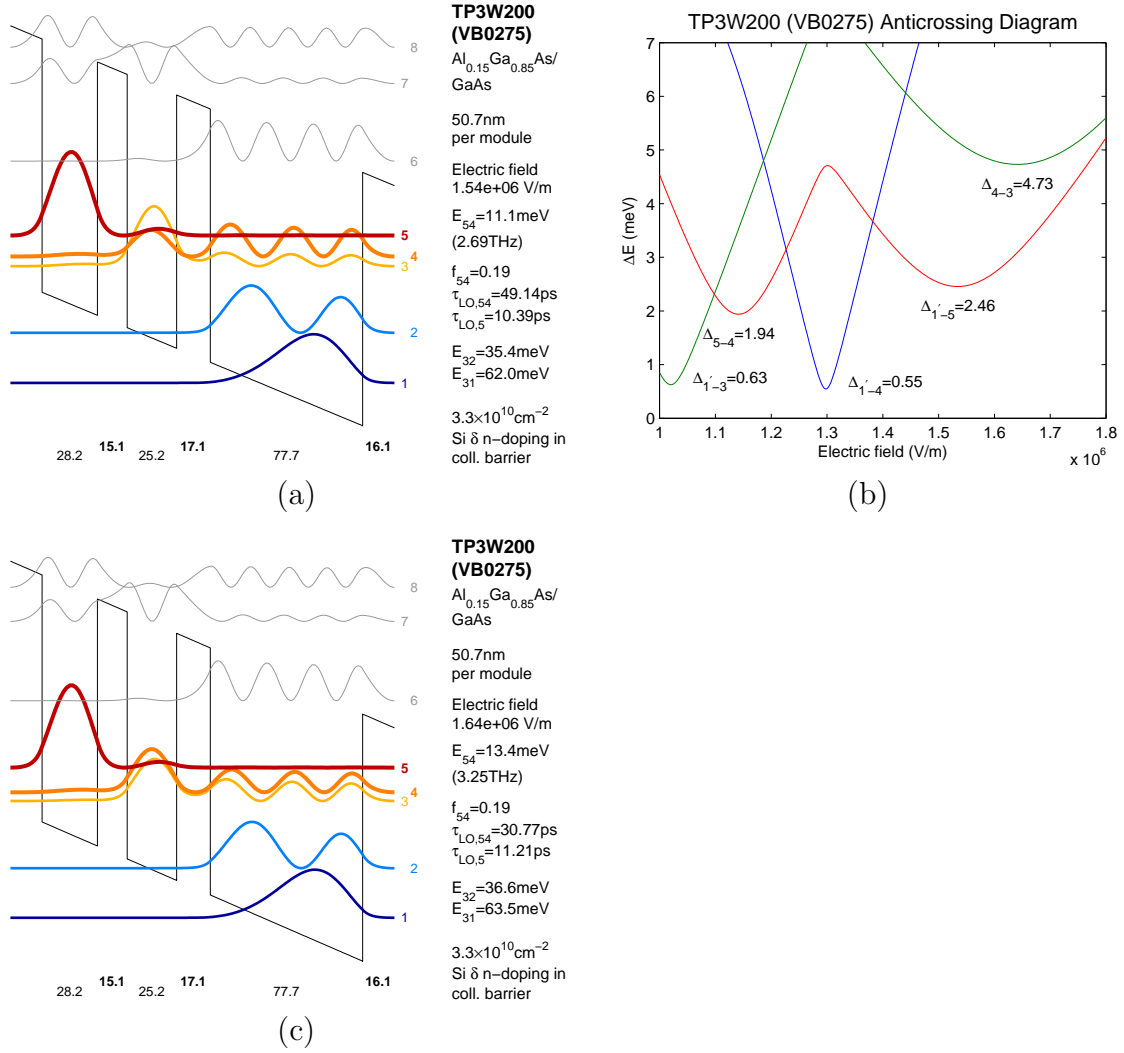 TP3W200
(VB0275)
Al0.15Ga0.85As/
GaAs
50.7nm
per module
Electric field
1.54e+06 V/m
E54=11.1meV
(2.69THz)
f54=0.19
τLO,54=49.14ps
τLO,5=10.39ps
E32=35.4meV
E31=62.0meV
3.3×10^10cm^−2
Si δ n−doping in
coll. barrier
8
7
6
5
4
3
2
1
28.2 15.1 25.2 17.1 77.7 16.1
(a)
TP3W200 (VB0275) Anticrossing Diagram
ΔE (meV)
7
6
5
4
3
2
1
0
Δ4−3=4.73
Δ1′−5=2.46
Δ5−4=1.94
Δ1′−3=0.63
Δ1′−4=0.55
1 1.1 1.2 1.3 1.4 1.5 1.6 1.7 1.8
Electric field (V/m)
x 10^6
(b)
TP3W200
(VB0275)
Al0.15Ga0.85As/
GaAs
50.7nm
per module
Electric field
1.64e+06 V/m
E54=13.4meV
(3.25THz)
f54=0.19
τLO,54=30.77ps
τLO,5=11.21ps
E32=36.6meV
E31=63.5meV
3.3×10^10cm^−2
Si δ n−doping in
coll. barrier
8
7
6
5
4
3
2
1
28.2 15.1 25.2 17.1 77.7 16.1
(c)